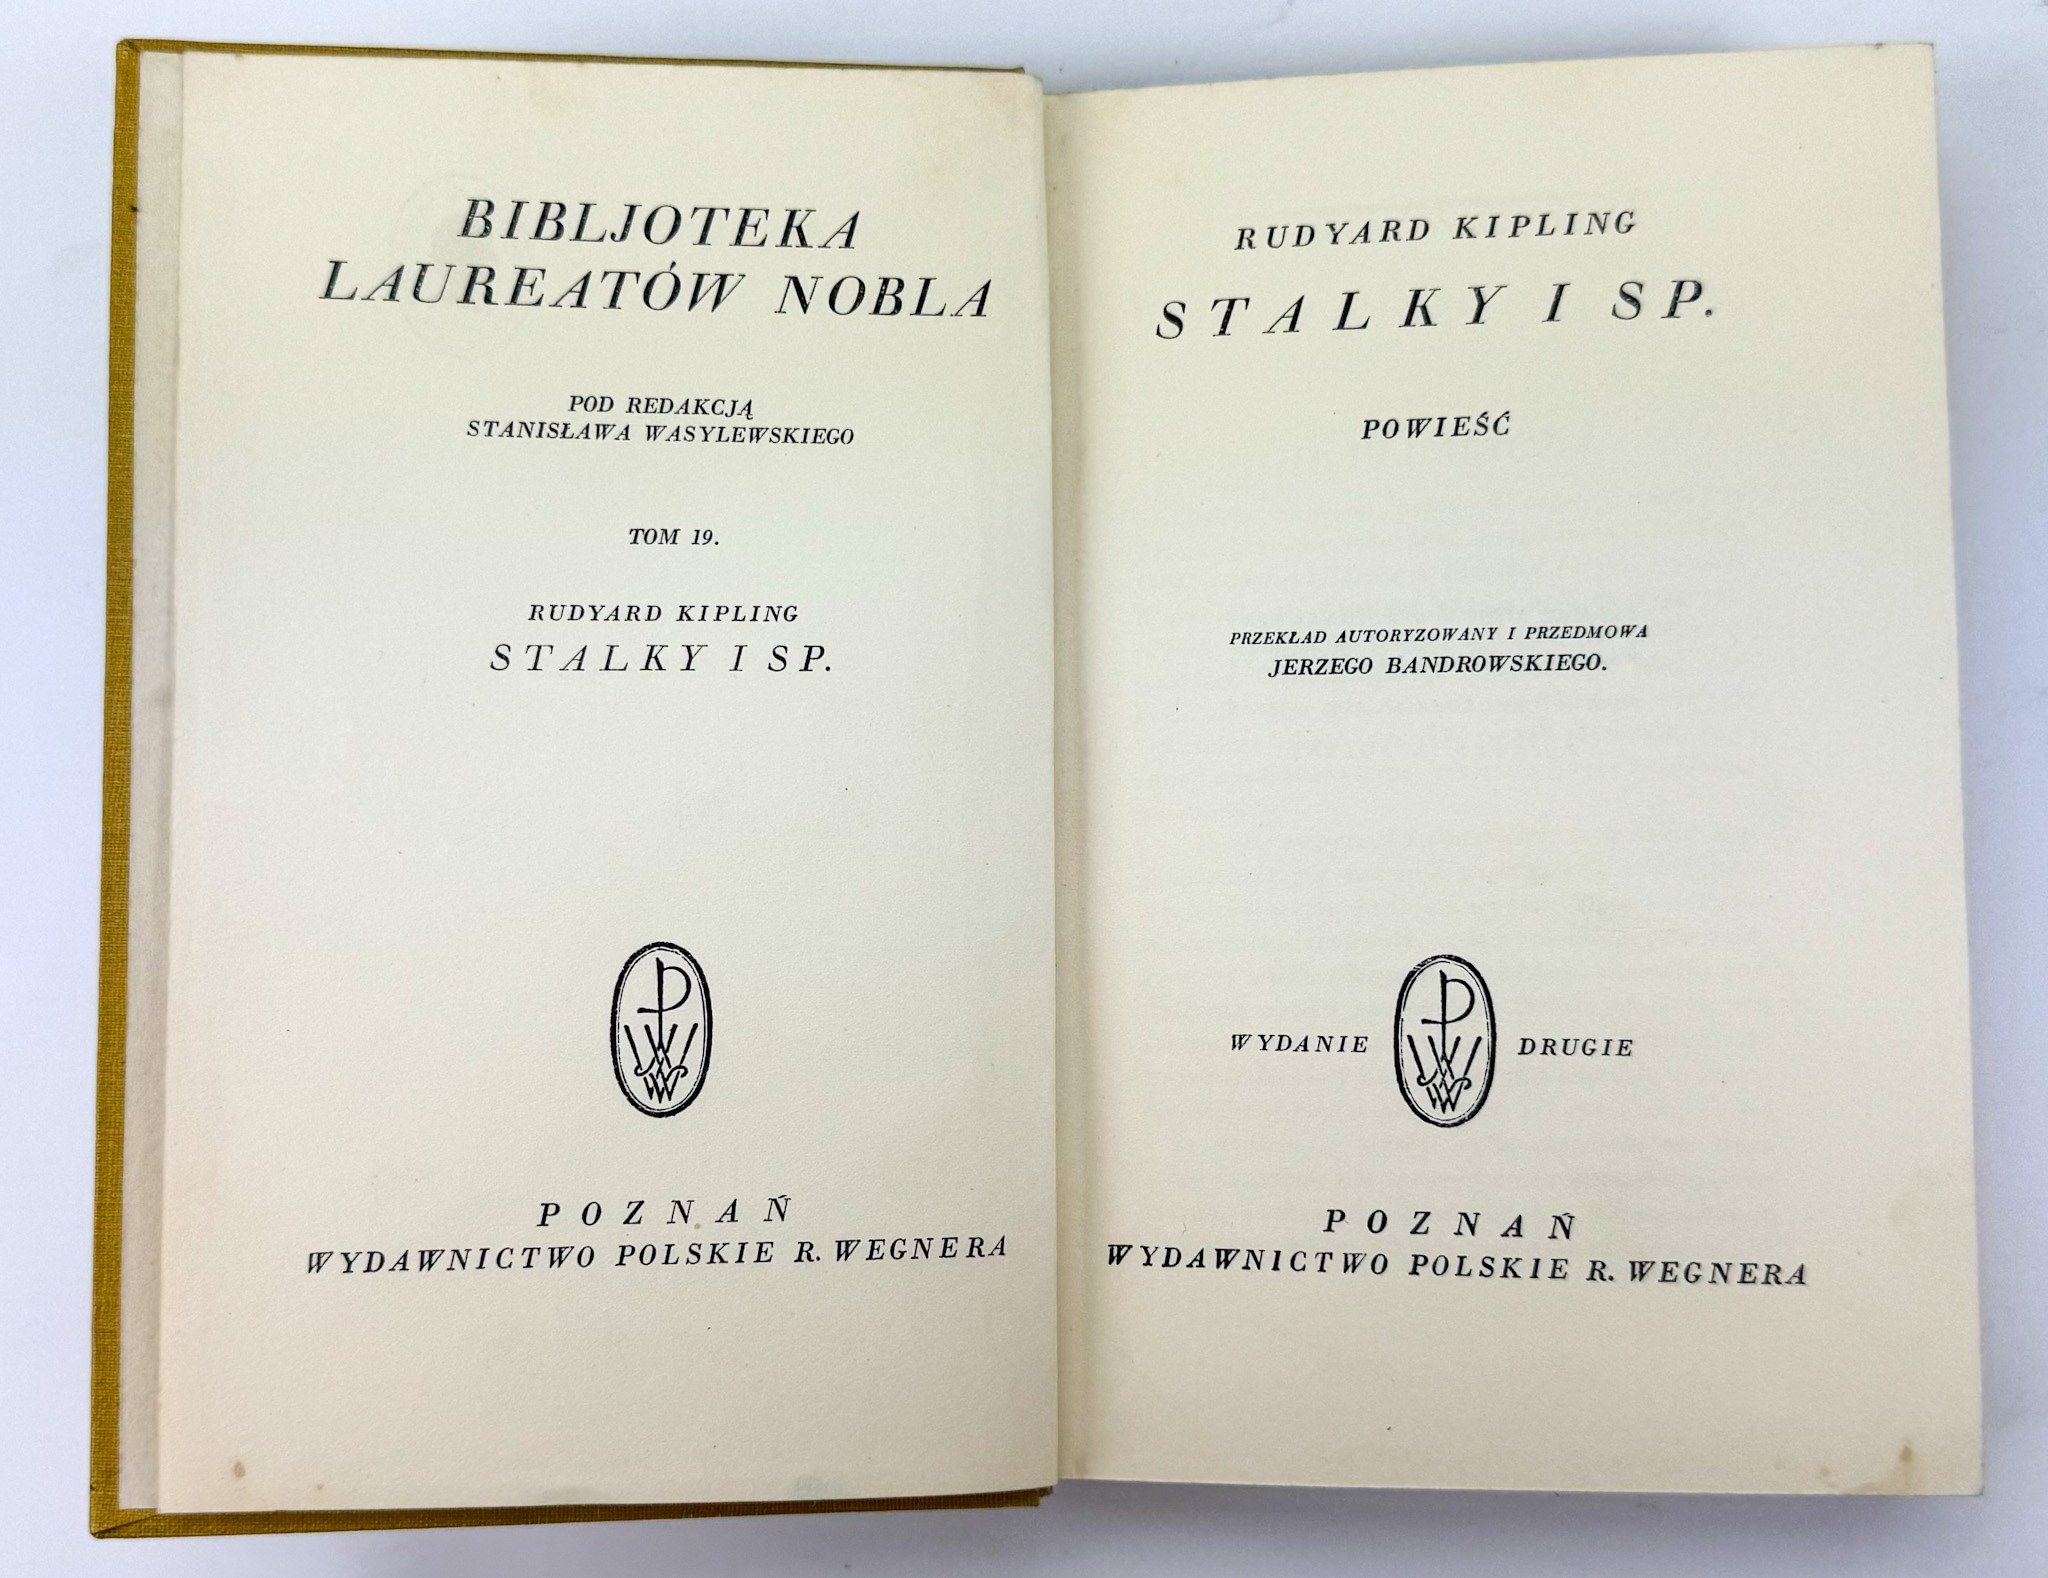 BIBLJOTEKA
LAUREATÓW NOBLA
POD REDAKCJĄ
STANISŁAWA WASYLEWSKIEGO
TOM 19.
RUDYARD KIPLING
STALKY I SP.
POZNAŃ
WYDAWNICTWO POLSKIE R. WEGNERA
RUDYARD KIPLING
STALKY I SP.
POWIEŚĆ
PRZEKŁAD AUTORYZOWANY I PRZEDMOWA
JERZEGO BANDROWSKIEGO.
WYDANIE DRUGIE
POZNAŃ
WYDAWNICTWO POLSKIE R. WEGNERA